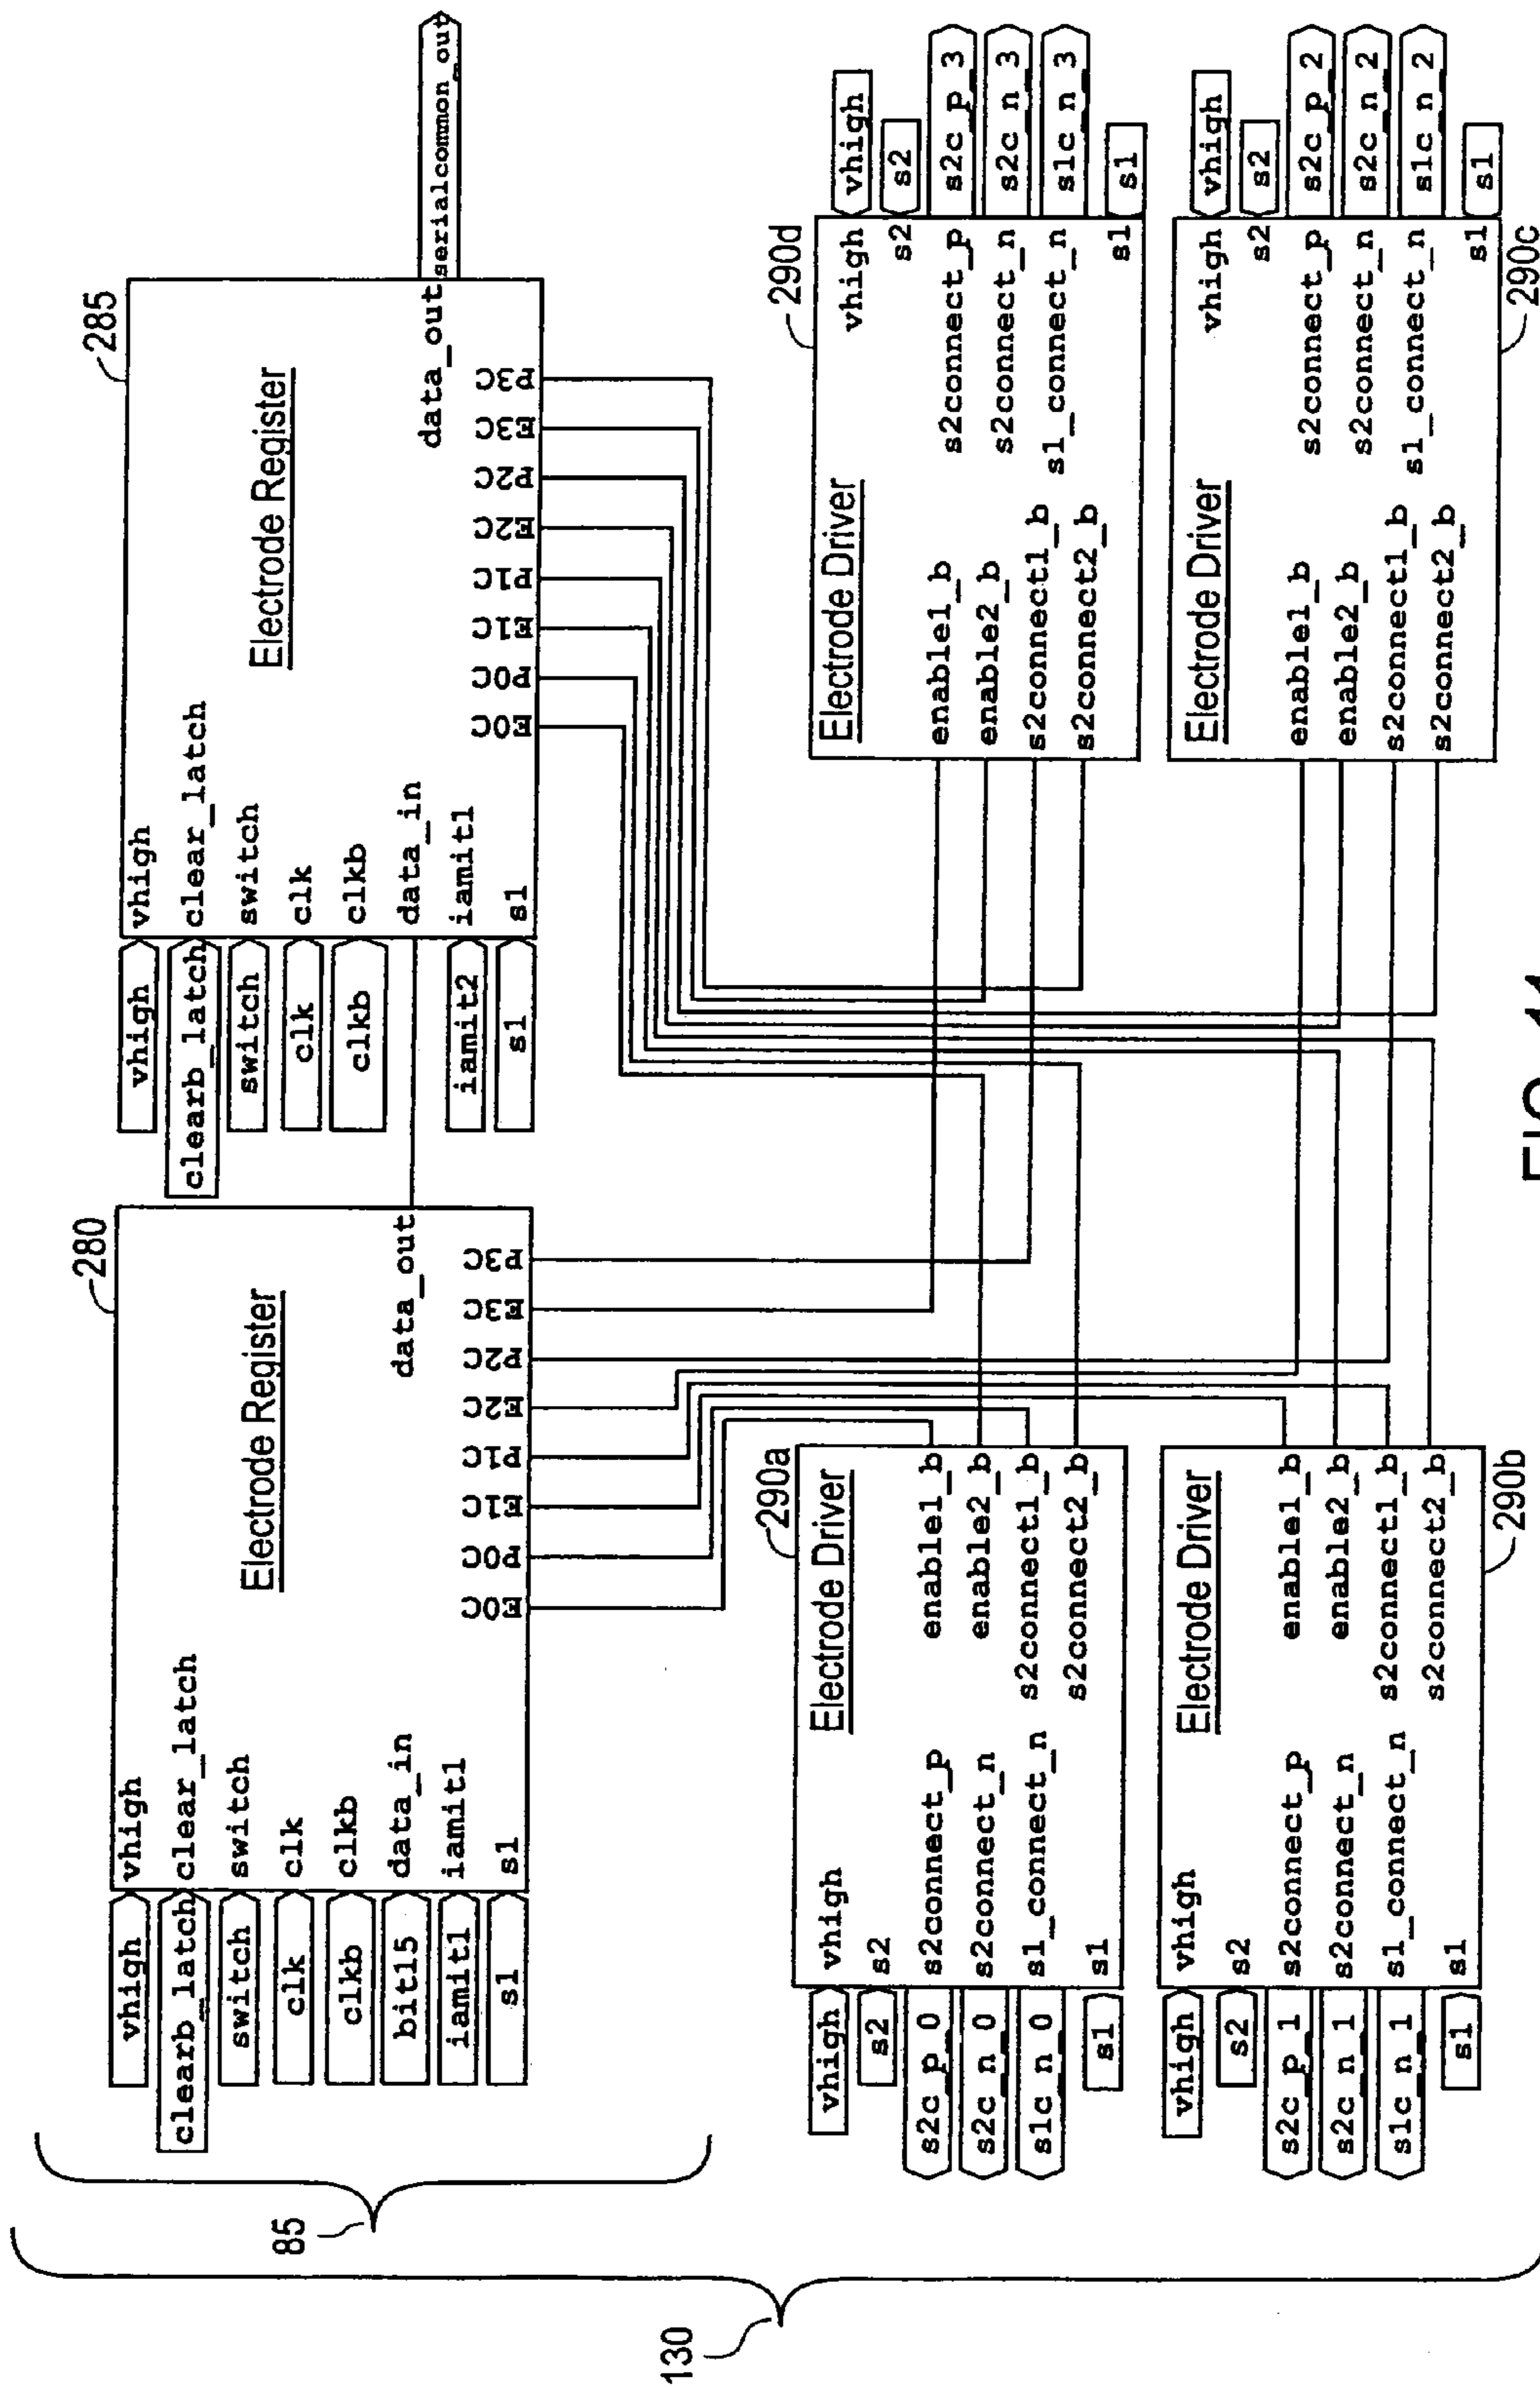 130
85
280
Electrode Register
vhigh vhigh
clearb_latch clear_latch
switch switch
clk clk
clkb clkb
bit15 data_in
iamit1 iamit1
s1 s1
data_out
E0C P0C E1C P1C E2C P2C E3C P3C
285
Electrode Register
vhigh vhigh
clearb_latch clear_latch
switch switch
clk clk
clkb clkb
data_in
iamit2 iamit1
s1 s1
data_out serialcommon_out
E0C P0C E1C P1C E2C P2C E3C P3C
290a
Electrode Driver
vhigh vhigh
s2 s2
s2c_p_0 s2connect_p enable1_b
s2c_n_0 s2connect_n enable2_b
s1c_n_0 s1_connect_n s2connect1_b
s2connect2_b
s1 s1
290d
Electrode Driver
vhigh vhigh
s2 s2
enable1_b s2connect_p s2c_p_3
enable2_b s2connect_n s2c_n_3
s2connect1_b s1_connect_n s1c_n_3
s2connect2_b
s1 s1
Electrode Driver
vhigh vhigh
s2 s2
s2c_p_1 s2connect_p enable1_b
s2c_n_1 s2connect_n enable2_b
s1c_n_1 s1_connect_n s2connect1_b
s2connect2_b
s1 s1
290b
Electrode Driver
vhigh vhigh
s2 s2
enable1_b s2connect_p s2c_p_2
enable2_b s2connect_n s2c_n_2
s2connect1_b s1_connect_n s1c_n_2
s2connect2_b
s1 s1
290c